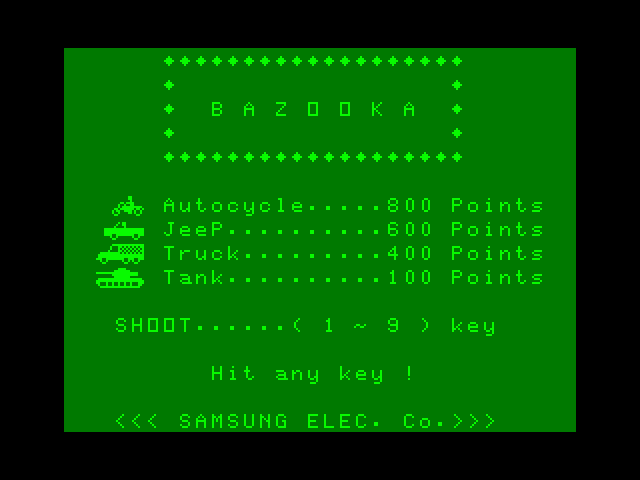 B A Z O O K A
Autocycle.....800 Points
JeeP..........600 Points
Truck.........400 Points
Tank..........100 Points
SHOOT......( 1 ~ 9 ) key
Hit any key !
<<< SAMSUNG ELEC. Co.>>>